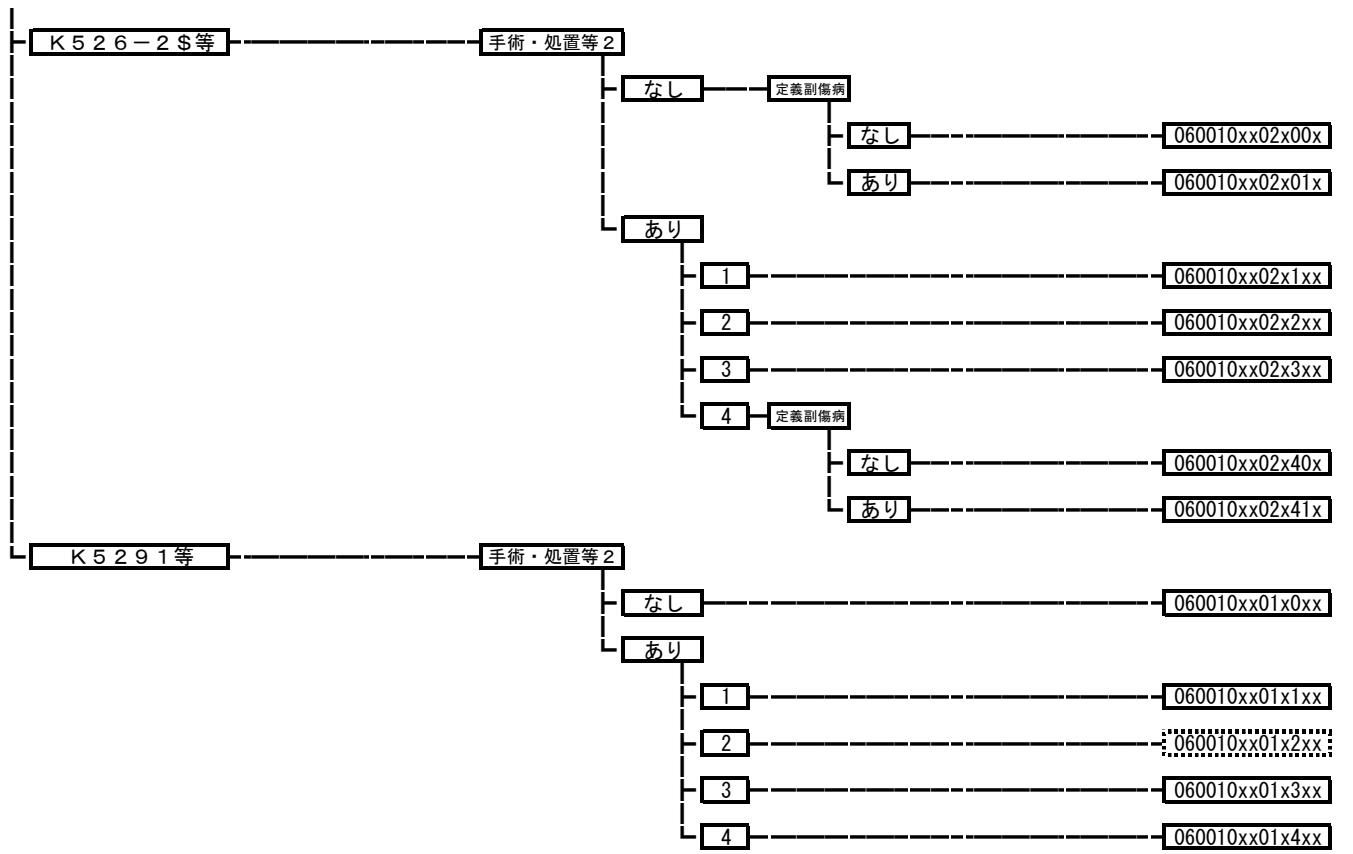 K526-2$等 手術・処置等2
なし 定義副傷病
なし 060010xx02x00x
あり 060010xx02x01x
あり
1 060010xx02x1xx
2 060010xx02x2xx
3 060010xx02x3xx
4 定義副傷病
なし 060010xx02x40x
あり 060010xx02x41x
K5291等 手術・処置等2
なし 060010xx01x0xx
あり
1 060010xx01x1xx
2 060010xx01x2xx
3 060010xx01x3xx
4 060010xx01x4xx